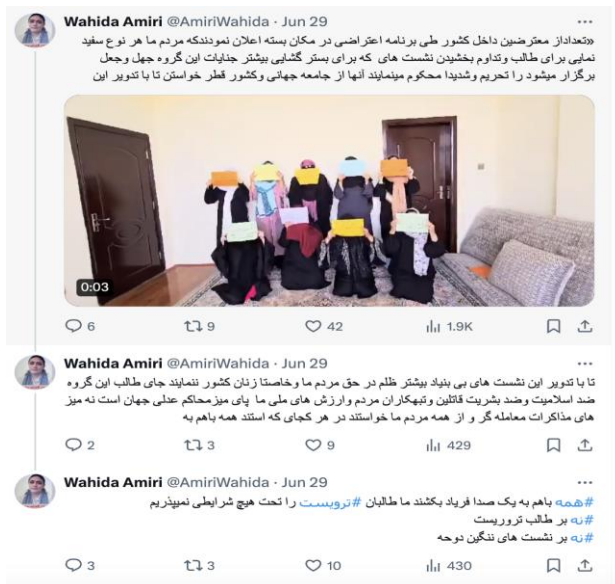 Wahida Amiri @AmiriWahida · Jun 29
«تعداداز معترضین داخل کشور طی برنامه اعتراضی در مکان بسته اعلان نمودندکه مردم ما هر نوع سفید
نمایی برای طالب وتداوم بخشیدن نشست های که برای بستر گشایی بیشتر جنایات این گروه جهل وجعل
برگزار میشود را تحریم وشدیدا محکوم مینمایند آنها از جامعه جهانی وکشور قطر خواستن تا با تدویر این
0:03
6 9 42 1.9K
Wahida Amiri @AmiriWahida · Jun 29
تا با تدویر این نشست های بی بنیاد بیشتر ظلم در حق مردم ما وخاصتا زنان کشور ننمایند جای طالب این گروه
ضد اسلامیت وضد بشریت قاتلین وتبهکاران مردم وارزش های ملی ما پای میزمحاکم عدلی جهان است نه میز
های مذاکرات معامله گر و از همه مردم ما خواستند در هر کجای که استند همه باهم به
2 3 9 429
Wahida Amiri @AmiriWahida · Jun 29
#همه باهم به یک صدا فریاد بکشند ما طالبان #ترویست را تحت هیچ شرایطی نمیپذریم
#نه بر طالب تروریست
#نه بر نشست های ننگین دوحه
3 3 10 430